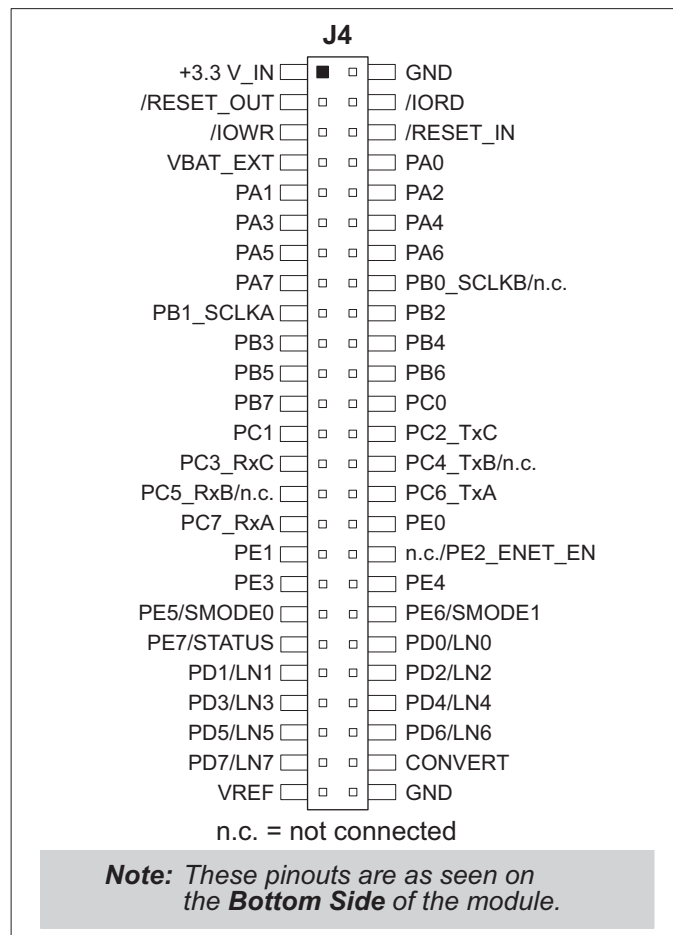 J4
+3.3 V_IN GND
/RESET_OUT /IORD
/IOWR /RESET_IN
VBAT_EXT PA0
PA1 PA2
PA3 PA4
PA5 PA6
PA7 PB0_SCLKB/n.c.
PB1_SCLKA PB2
PB3 PB4
PB5 PB6
PB7 PC0
PC1 PC2_TxC
PC3_RxC PC4_TxB/n.c.
PC5_RxB/n.c. PC6_TxA
PC7_RxA PE0
PE1 n.c./PE2_ENET_EN
PE3 PE4
PE5/SMODE0 PE6/SMODE1
PE7/STATUS PD0/LN0
PD1/LN1 PD2/LN2
PD3/LN3 PD4/LN4
PD5/LN5 PD6/LN6
PD7/LN7 CONVERT
VREF GND
n.c. = not connected
Note: These pinouts are as seen on
the Bottom Side of the module.